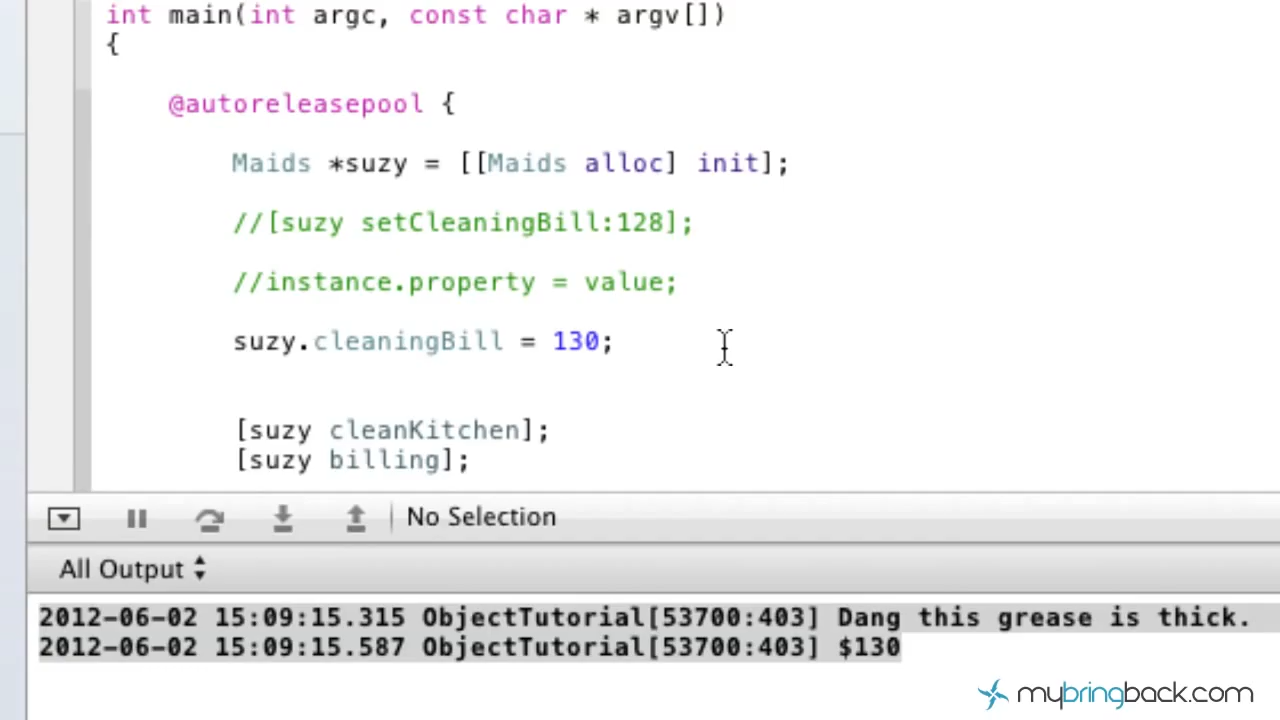 int main(int argc, const char * argv[])
{
@autoreleasepool {
Maids *suzy = [[Maids alloc] init];
//[suzy setCleaningBill:128];
//instance.property = value;
suzy.cleaningBill = 130;
[suzy cleanKitchen];
[suzy billing];
No Selection
All Output
2012-06-02 15:09:15.315 ObjectTutorial[53700:403] Dang this grease is thick.
2012-06-02 15:09:15.587 ObjectTutorial[53700:403] $130
mybringback.com